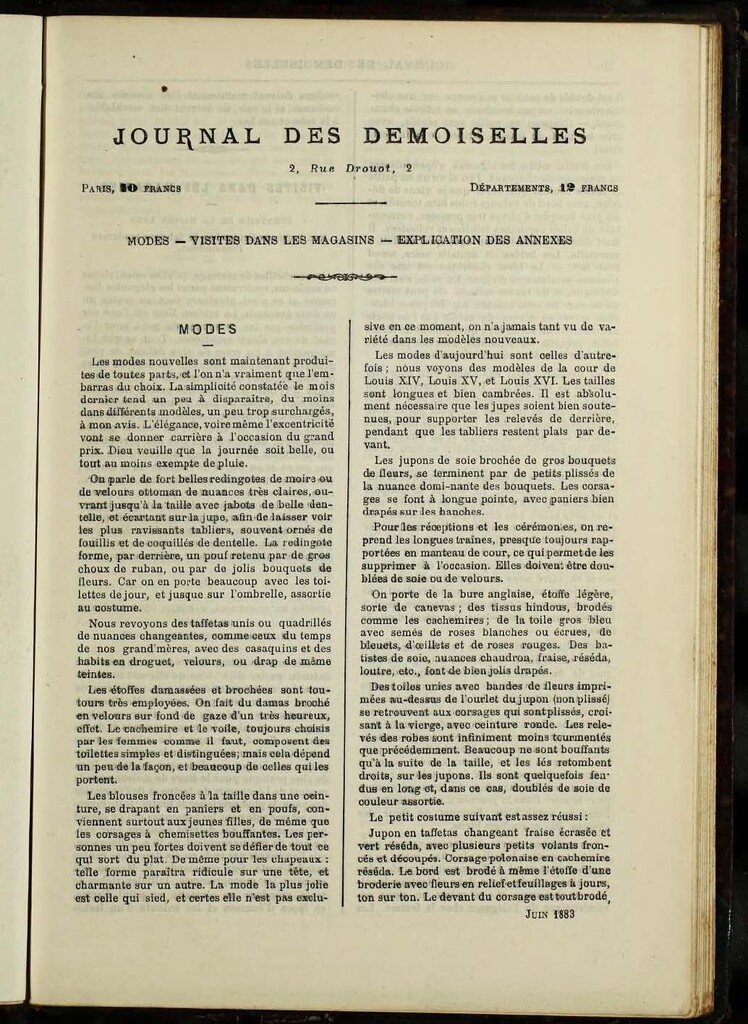 JOURNAL DES DEMOISELLES
2, Rue Drouot, 2
PARIS, 10 FRANCS
DÉPARTEMENTS, 12 FRANCS
MODES — VISITES DANS LES MAGASINS — EXPLICATION DES ANNEXES
MODES
Les modes nouvelles sont maintenant produi-
tes de toutes parts, et l'on n'a vraiment que l'em-
barras du choix. La simplicité constatée le mois
dernier tend un peu à disparaître, du moins
dans différents modèles, un peu trop surchargés,
à mon avis. L'élégance, voire même l'excentricité
vont se donner carrière à l'occasion du grand
prix. Dieu veuille que la journée soit belle, ou
tout au moins exempte de pluie.
On parle de fort belles redingotes de moire ou
de velours ottoman de nuances très claires, ou-
vrant jusqu'à la taille avec jabots de belle den-
telle, et écartant sur la jupe, afin de laisser voir
les plus ravissants tabliers, souvent ornés de
fouillis et de coquillés de dentelle. La redingote
forme, par derrière, un pouf retenu par de gros
choux de ruban, ou par de jolis bouquets de
fleurs. Car on en porte beaucoup avec les toi-
lettes de jour, et jusque sur l'ombrelle, assortie
au costume.
Nous revoyons des taffetas unis ou quadrillés
de nuances changeantes, comme ceux du temps
de nos grand'mères, avec des casaquins et des
habits en droguet, velours, ou drap de même
teintes.
Les étoffes damassées et brochées sont tou-
tours très employées. On fait du damas broché
en velours sur fond de gaze d'un très heureux,
effet. Le cachemire et le voile, toujours choisis
par les femmes comme il faut, composent des
toilettes simples et distinguées; mais cela dépend
un peu de la façon, et beaucoup de celles qui les
portent.
Les blouses froncées à la taille dans une cein-
ture, se drapant en paniers et en poufs, con-
viennent surtout aux jeunes filles, de même que
les corsages à chemisettes bouffantes. Les per-
sonnes un peu fortes doivent se défier de tout ce
qui sort du plat. De même pour les chapeaux :
telle forme paraîtra ridicule sur une tête, et
charmante sur un autre. La mode la plus jolie
est celle qui sied, et certes elle n'est pas exclu-
sive en ce moment, on n'a jamais tant vu de va-
riété dans les modèles nouveaux.
Les modes d'aujourd'hui sont celles d'autre-
fois ; nous voyons des modèles de la cour de
Louis XIV, Louis XV, et Louis XVI. Les tailles
sont longues et bien cambrées. Il est absolu-
ment nécessaire que les jupes soient bien soute-
nues, pour supporter les relevés de derrière,
pendant que les tabliers restent plats par de-
vant.
Les jupons de soie brochée de gros bouquets
de fleurs, se terminent par de petits plissés de
la nuance domi-nante des bouquets. Les corsa-
ges se font à longue pointe, avec paniers bien
drapés sur les hanches.
Pour les réceptions et les cérémonies, on re-
prend les longues traînes, presque toujours rap-
portées en manteau de cour, ce qui permet de les
supprimer à l'occasion. Elles doivent être dou-
blées de soie ou de velours.
On porte de la bure anglaise, étoffe légère,
sorte de canevas ; des tissus hindous, brodés
comme les cachemires ; de la toile gros bleu
avec semés de roses blanches ou écrues, de
bleuets, d'œillets et de roses rouges. Des ba-
tistes de soie, nuances chaudron, fraise, réséda,
loutre, etc., font de bien jolis drapés.
Des toiles unies avec bandes de fleurs impri-
mées au-dessus de l'ourlet du jupon (non plissé)
se retrouvent aux corsages qui sont plissés, croi-
sant à la vierge, avec ceinture ronde. Les rele-
vés des robes sont infiniment moins tourmentés
que précédemment. Beaucoup ne sont bouffants
qu'à la suite de la taille, et les lés retombent
droits, sur les jupons. Ils sont quelquefois fen-
dus en long et, dans ce cas, doublés de soie de
couleur assortie.
Le petit costume suivant est assez réussi :
Jupon en taffetas changeant fraise écrasée et
vert réséda, avec plusieurs petits volants fron-
cés et découpés. Corsage polonaise en cachemire
réséda. Le bord est brodé à même l'étoffe d'une
broderie avec fleurs en relief et feuillages à jours,
ton sur ton. Le devant du corsage est tout brodé,
JUIN 1883